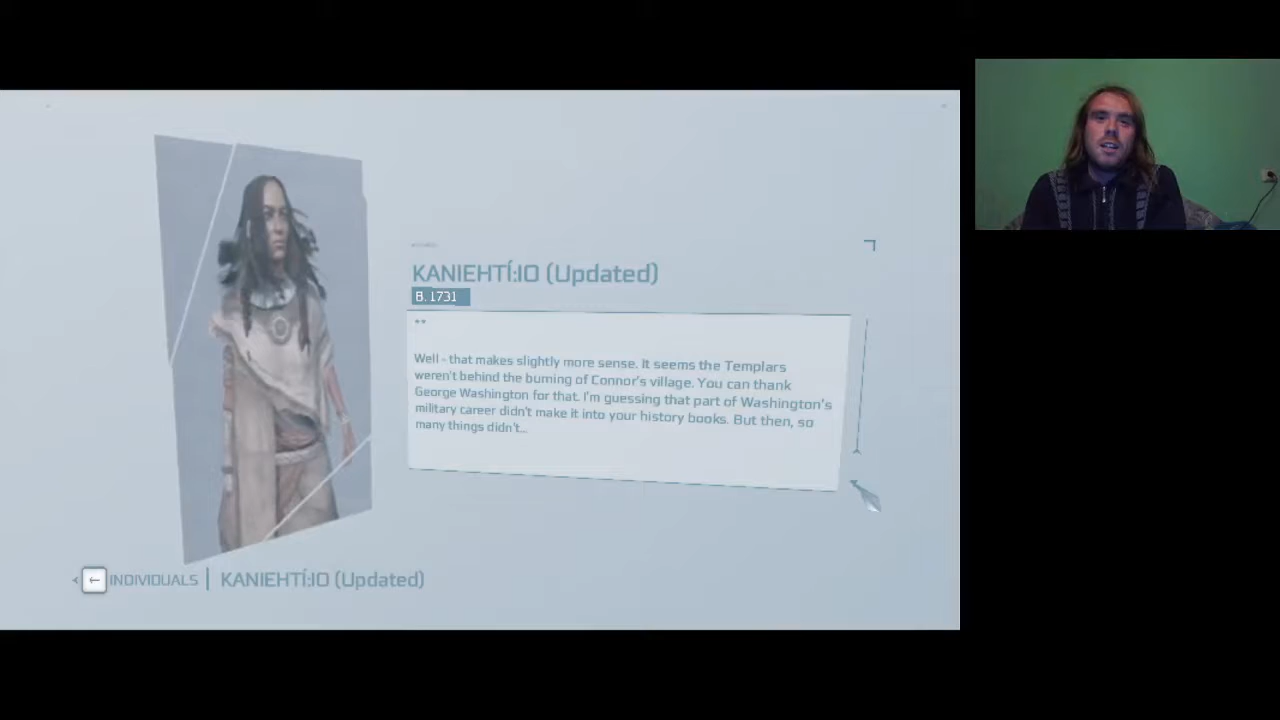 KANIEHTÍ:IO (Updated)
B. 1731
Well - that makes slightly more sense. It seems the Templars
weren't behind the burning of Connor's village. You can thank
George Washington for that. I'm guessing that part of Washington's
military career didn't make it into your history books. But then, so
many things didn't...
← INDIVIDUALS | KANIEHTÍ:IO (Updated)